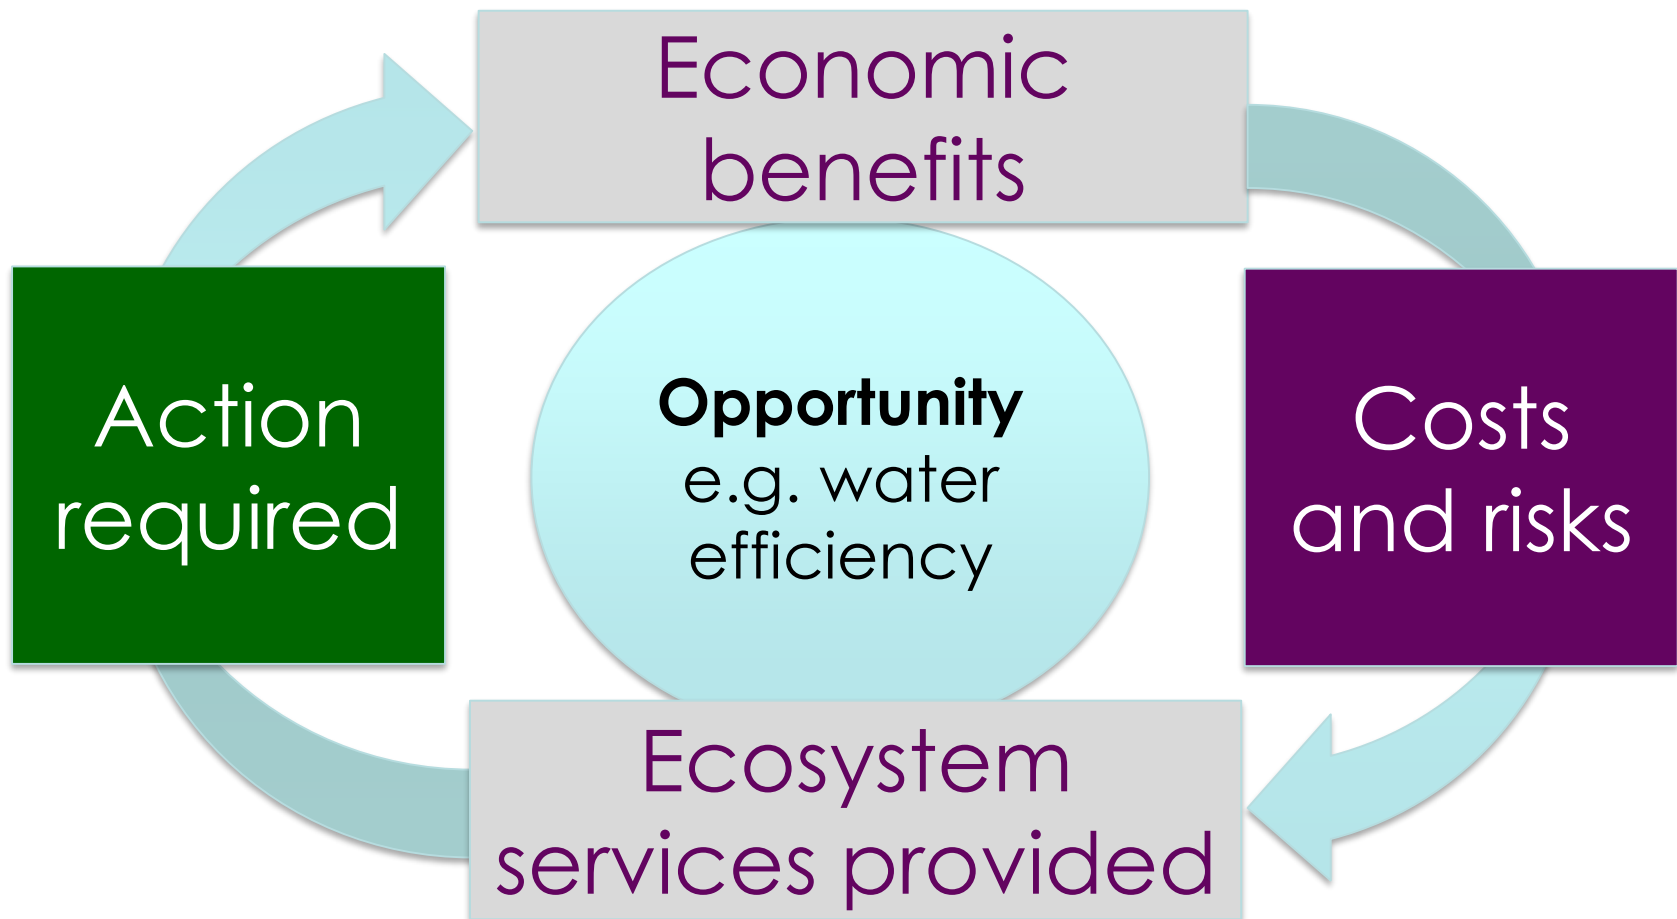 Economic
benefits
Action
required
Opportunity
e.g. water
efficiency
Costs
and risks
Ecosystem
services provided